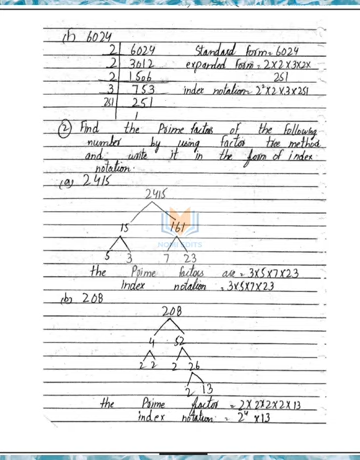 (h) 6024
2 | 6024 Standard form = 6024
2 | 3012 expanded form = 2×2×3×2×
2 | 1506 251
3 | 753 index notation = 2²×2×3×251
251 | 251
1
② Find the Prime factors of the following
number by using factor tree method
and write it in the form of index
notation.
(a) 2415
2415
15 161
5 3 7 23
the Prime factors are = 3×5×7×23
Index notation = 3×5×7×23
(b) 208
208
4 52
2 2 2 26
2 13
the Prime factor = 2×2×2×2×13
index notation = 2⁴×13